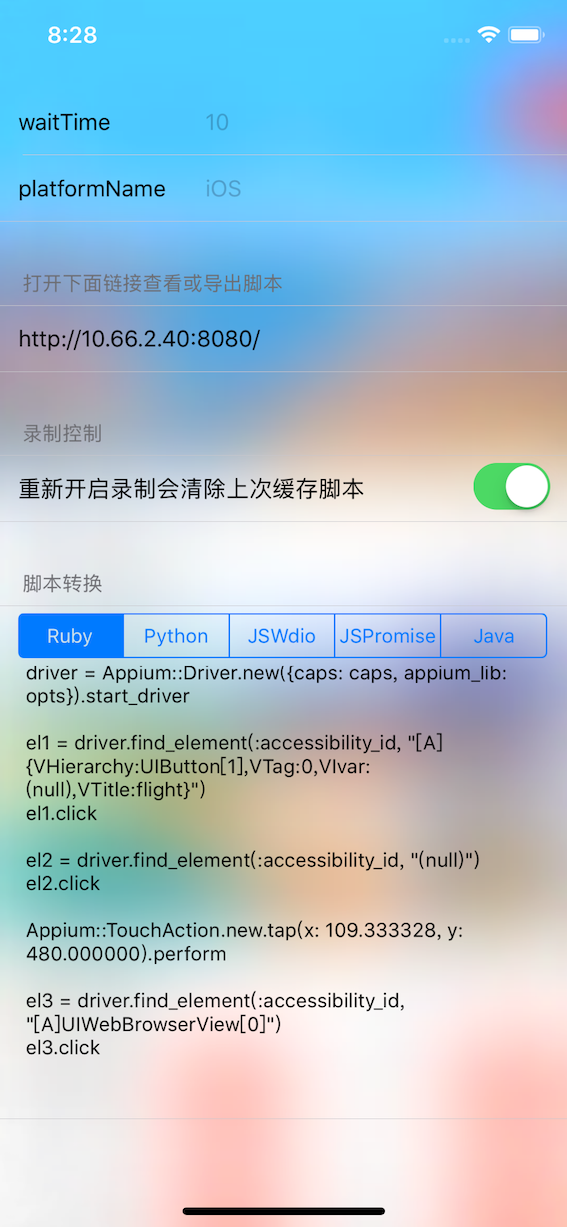 8:28
waitTime 10
platformName iOS
打开下面链接查看或导出脚本
http://10.66.2.40:8080/
录制控制
重新开启录制会清除上次缓存脚本
脚本转换
Ruby Python JSWdio JSPromise Java
driver = Appium::Driver.new({caps: caps, appium_lib:
opts}).start_driver
el1 = driver.find_element(:accessibility_id, "[A]
{VHierarchy:UIButton[1],VTag:0,VIvar:
(null),VTitle:flight}")
el1.click
el2 = driver.find_element(:accessibility_id, "(null)")
el2.click
Appium::TouchAction.new.tap(x: 109.333328, y:
480.000000).perform
el3 = driver.find_element(:accessibility_id,
"[A]UIWebBrowserView[0]")
el3.click